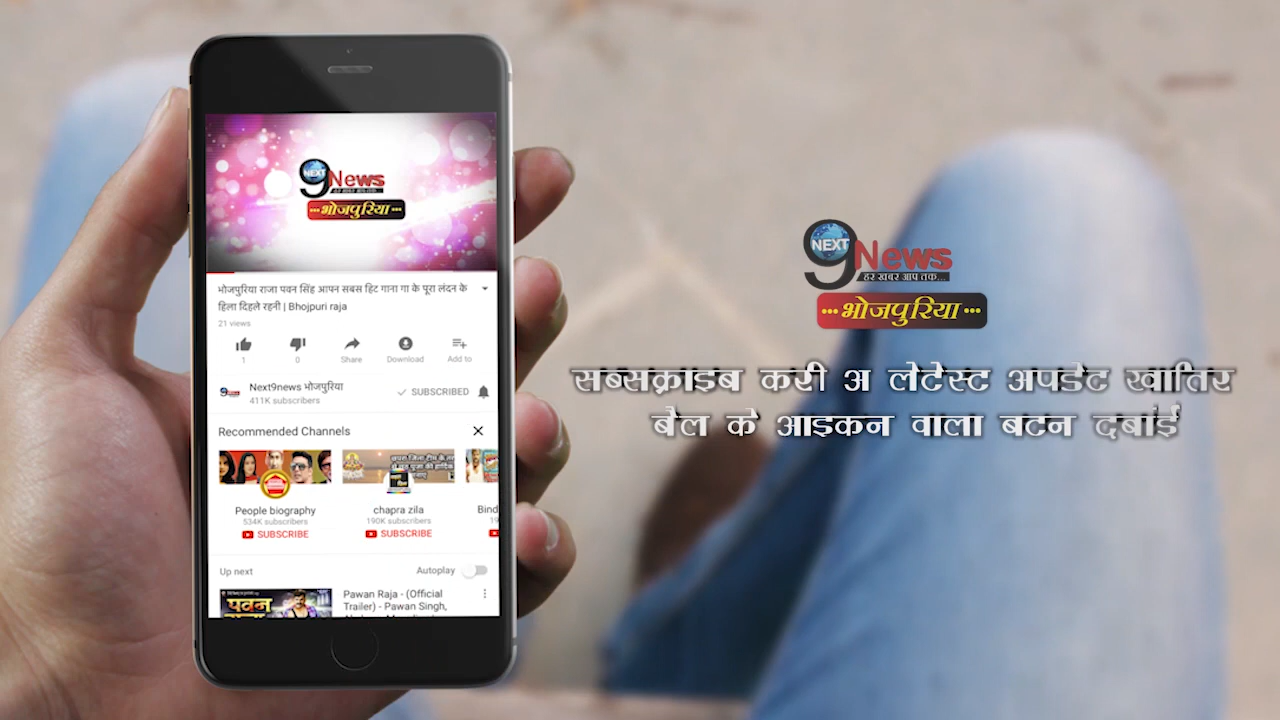 NEXT
9 News
हर खबर आप तक...
भोजपुरिया
भोजपुरिया राजा पवन सिंह आपन सबस हिट गाना गा के पूरा लंदन के
हिला दिहले रहनी | Bhojpuri raja
21 views
1
0
Share
Download
Add to
Next9news भोजपुरिया
411K subscribers
SUBSCRIBED
Recommended Channels
People biography
534K subscribers
SUBSCRIBE
chapra zila
190K subscribers
SUBSCRIBE
Bind
19
Up next
Autoplay
पवन
Pawan Raja - (Official
Trailer) - Pawan Singh,
NEXT
9 News
हर खबर आप तक...
भोजपुरिया
सब्सक्राइब करी अ लेटेस्ट अपडेट खातिर
बैल के आइकन वाला बटन दबाई